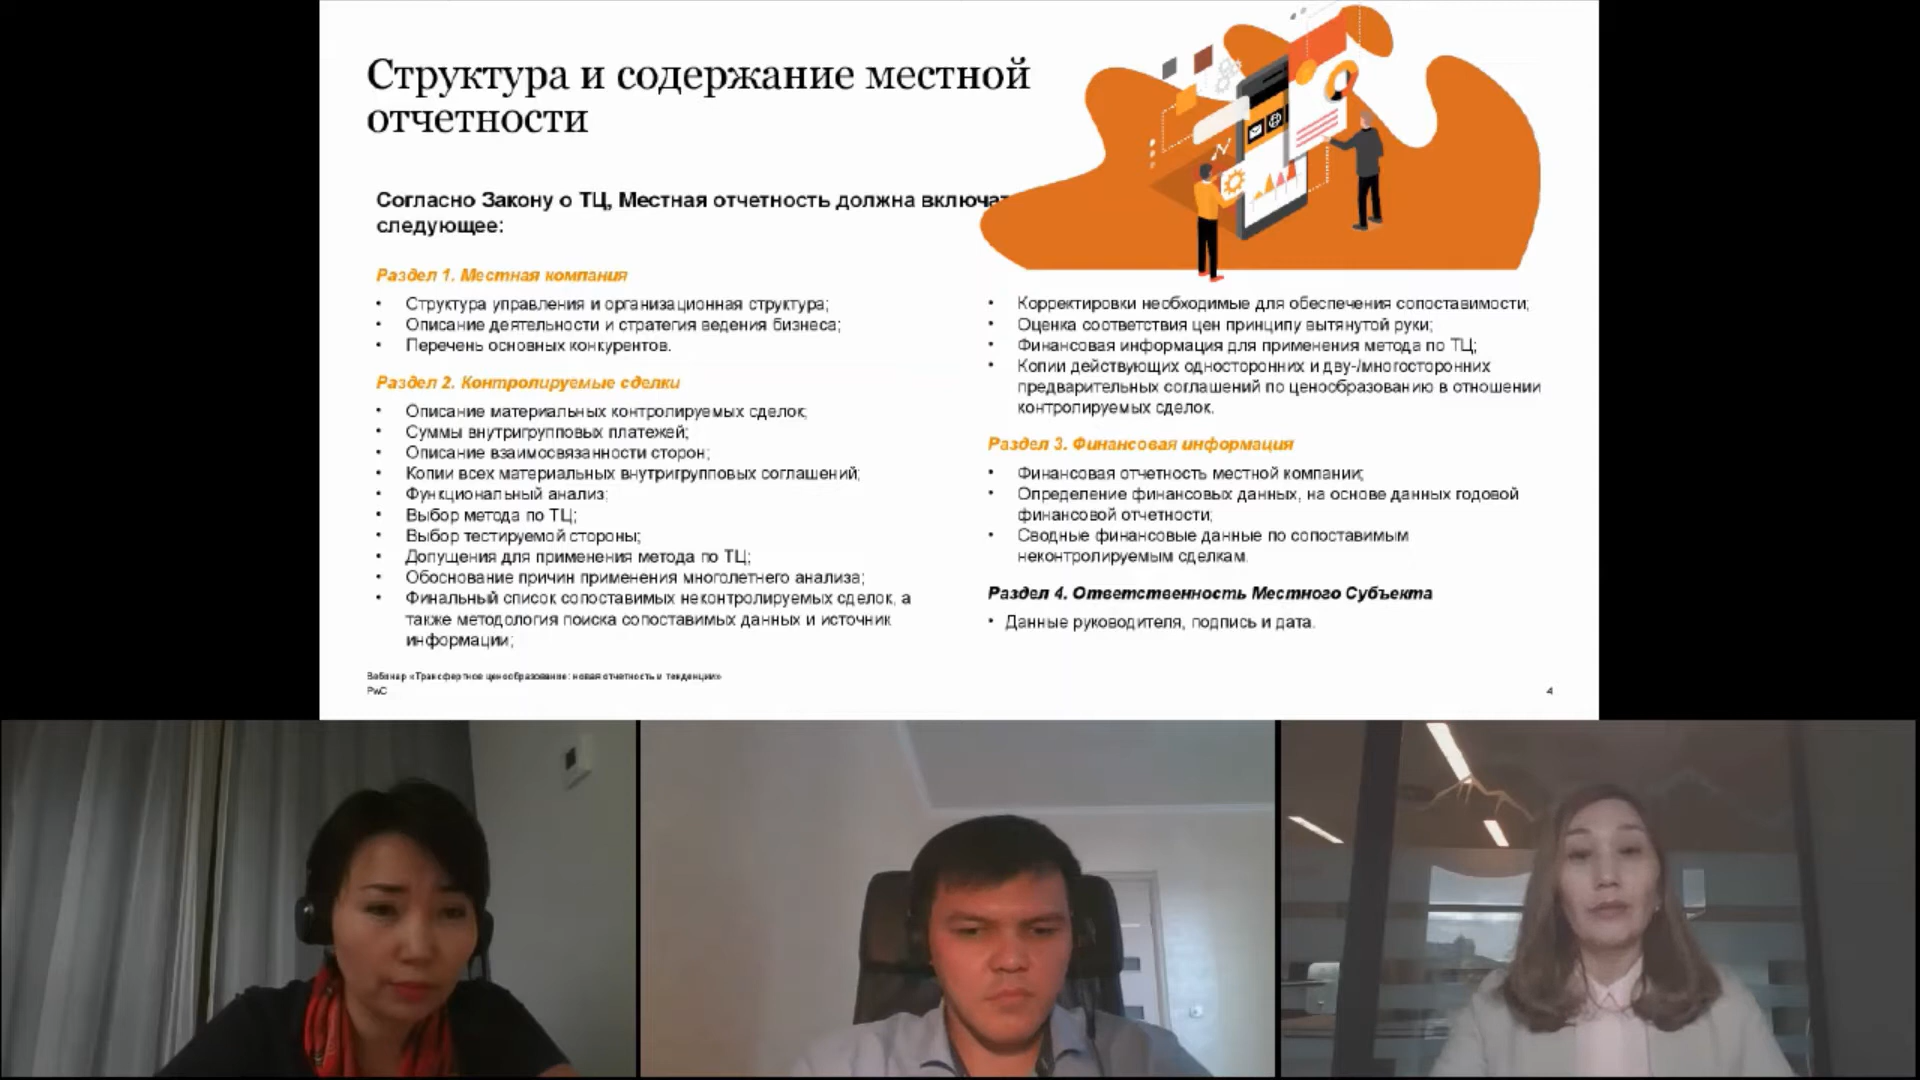 Структура и содержание местной
отчетности
Согласно Закону о ТЦ, Местная отчетность должна включат
следующее:
Раздел 1. Местная компания
• Структура управления и организационная структура;
• Описание деятельности и стратегия ведения бизнеса;
• Перечень основных конкурентов.
Раздел 2. Контролируемые сделки
• Описание материальных контролируемых сделок;
• Суммы внутригрупповых платежей;
• Описание взаимосвязанности сторон;
• Копии всех материальных внутригрупповых соглашений;
• Функциональный анализ;
• Выбор метода по ТЦ;
• Выбор тестируемой стороны;
• Допущения для применения метода по ТЦ;
• Обоснование причин применения многолетнего анализа;
• Финальный список сопоставимых неконтролируемых сделок, а
также методология поиска сопоставимых данных и источник
информации;
• Корректировки необходимые для обеспечения сопоставимости;
• Оценка соответствия цен принципу вытянутой руки;
• Финансовая информация для применения метода по ТЦ;
• Копии действующих односторонних и дву-/многосторонних
предварительных соглашений по ценообразованию в отношении
контролируемых сделок.
Раздел 3. Финансовая информация
• Финансовая отчетность местной компании;
• Определение финансовых данных, на основе данных годовой
финансовой отчетности;
• Сводные финансовые данные по сопоставимым
неконтролируемым сделкам.
Раздел 4. Ответственность Местного Субъекта
• Данные руководителя, подпись и дата.
Вебинар «Трансфертное ценообразование: новая отчетность и тенденции»
PwC
4